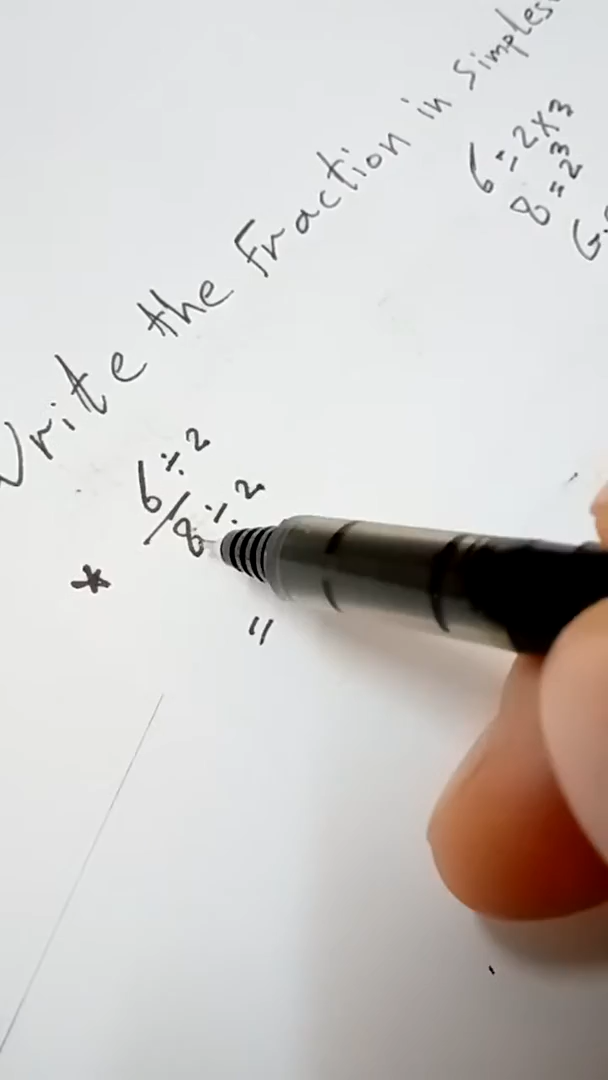 Write the Fraction in Simples
6 = 2×3
8 = 2³
G.
* 6÷2/8÷2
=